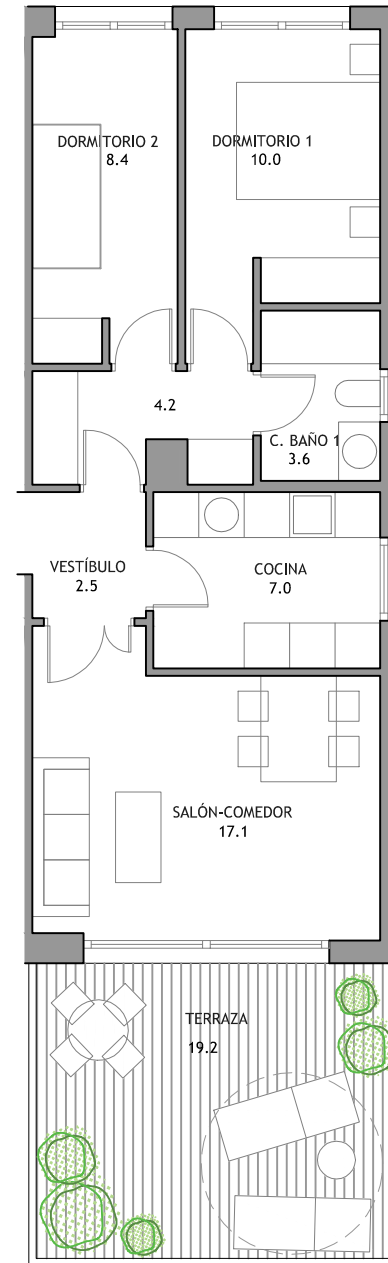 DORMITORIO 2
8.4
DORMITORIO 1
10.0
4.2
C. BAÑO 1
3.6
VESTÍBULO
2.5
COCINA
7.0
SALÓN-COMEDOR
17.1
TERRAZA
19.2